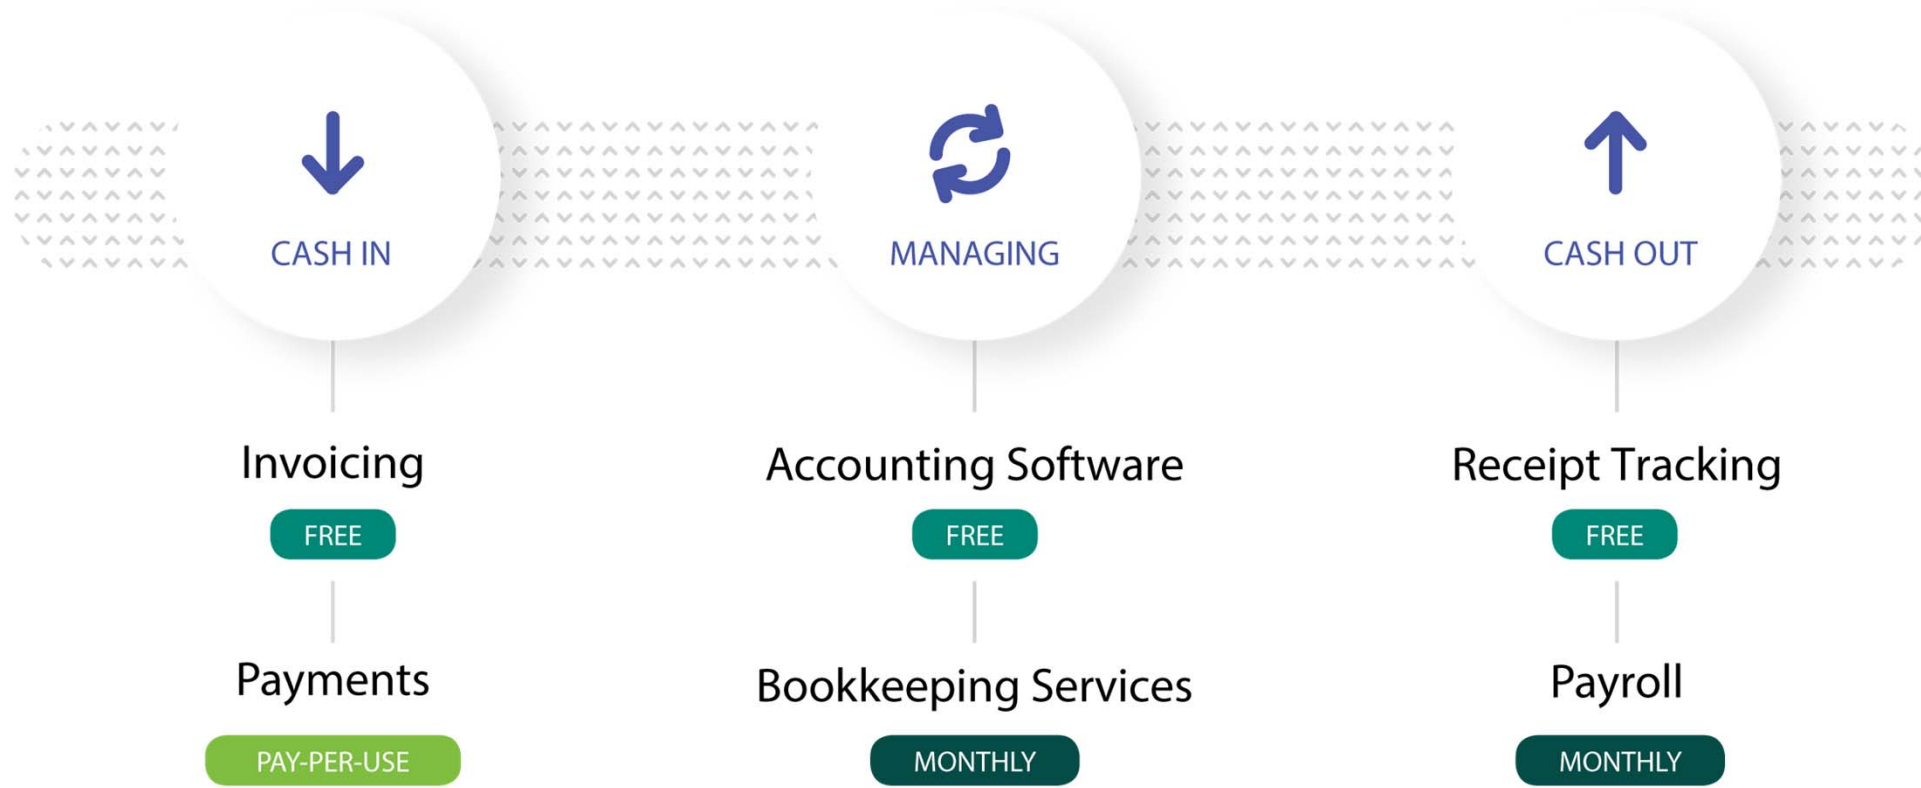 CASH IN
MANAGING
CASH OUT
Invoicing
FREE
Payments
PAY-PER-USE
Accounting Software
FREE
Bookkeeping Services
MONTHLY
Receipt Tracking
FREE
Payroll
MONTHLY